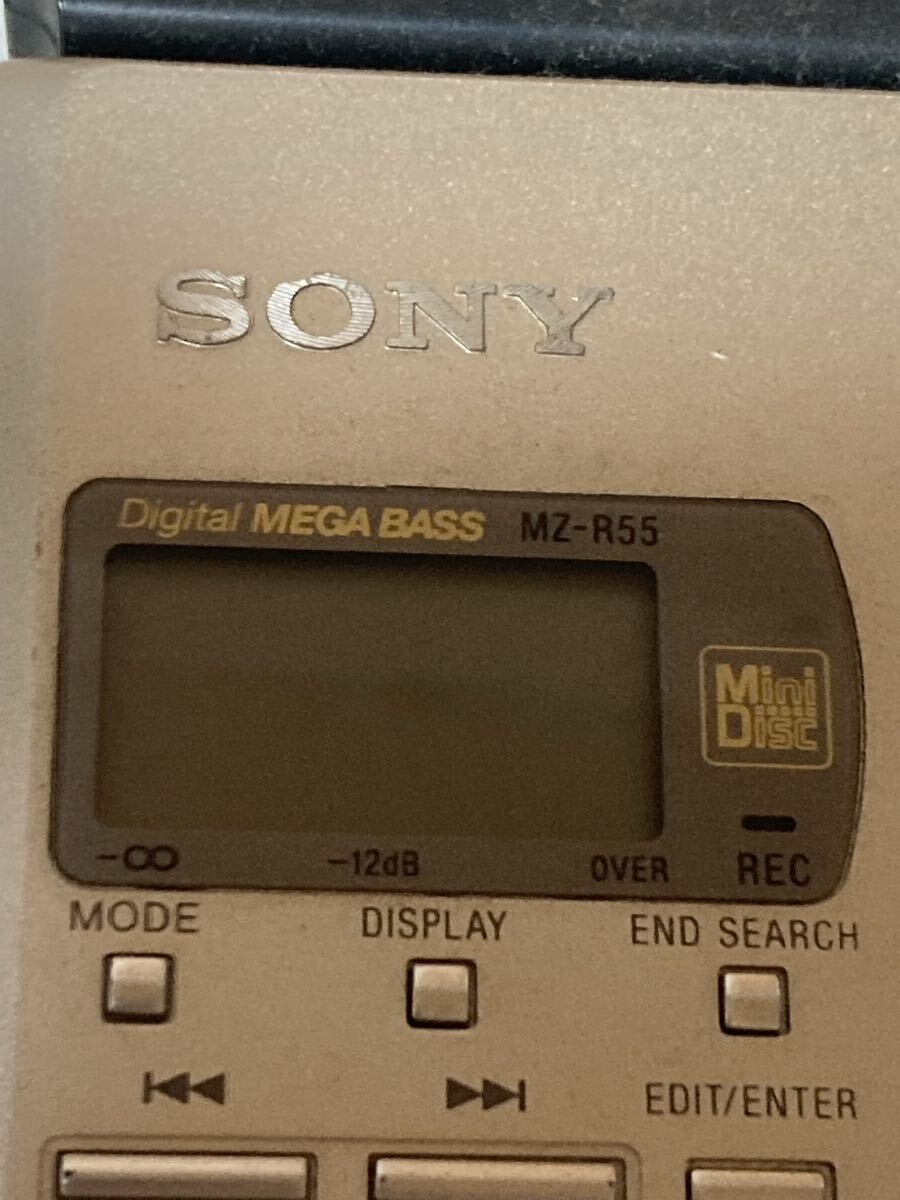 SONY
Digital MEGA BASS MZ-R55
Mini
Disc
-∞ -12dB OVER REC
MODE DISPLAY END SEARCH
EDIT/ENTER